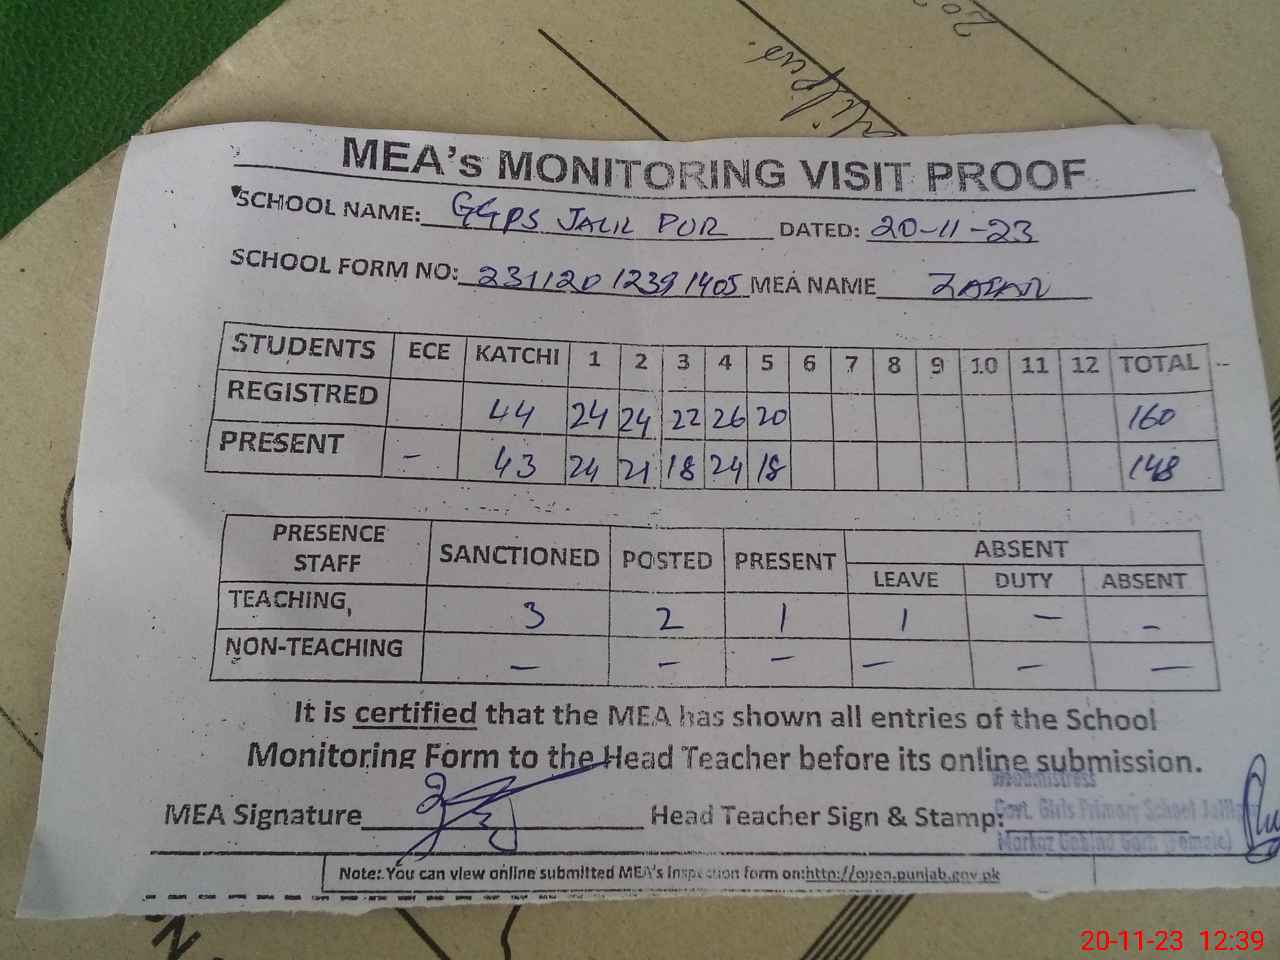 MEA's MONITORING VISIT PROOF
SCHOOL NAME: GGPS JALIL PUR DATED: 20-11-23
SCHOOL FORM NO: 231120 1239 1405 MEA NAME ZAFAR
STUDENTS ECE KATCHI 1 2 3 4 5 6 7 8 9 10 11 12 TOTAL
REGISTRED 44 24 24 22 26 20 160
PRESENT - 43 24 21 18 24 18 148
PRESENCE STAFF SANCTIONED POSTED PRESENT ABSENT
LEAVE DUTY ABSENT
TEACHING, 3 2 1 1 - -
NON-TEACHING - - - - - -
It is certified that the MEA has shown all entries of the School
Monitoring Form to the Head Teacher before its online submission.
MEA Signature Head Teacher Sign & Stamp:
Govt. Girls Primary School
Markaz
Note: You can view online submitted MEA's Inspection form on:http://open.punjab.gov.pk
20-11-23 12:39